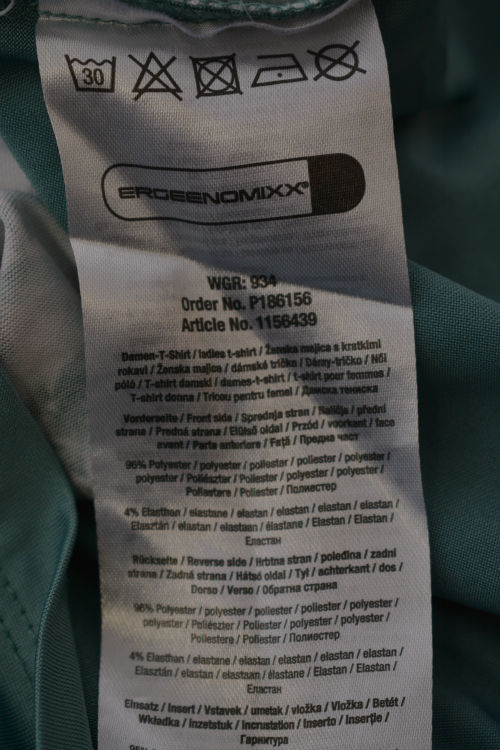 30
ERGEENOMIXX®
WGR: 934
Order No. P186156
Article No. 1156439
Damen-T-Shirt / ladies t-shirt / Ženska majica s kratkimi
rokavi / Ženska majica / dámské tričko / Dámy-tričko / Női
póló / T-shirt damski / dames-t-shirt / t-shirt pour femmes /
T-shirt donna / Tricou pentru femei / Дамска тениска
Vorderseite / Front side / Sprednja stran / Naličja / přední
strana / Predná strana / Elülső oldal / Przód / voorkant / face
avant / Parte anteriore / Față / Предна част
96% Polyester / polyester / poliester / poliester / polyester /
polyester / Poliészter / Poliester / polyester / polyester /
Poliestere / Poliester / Полиестер
4% Elasthan / elastane / elastan / elastan / elastan / elastan /
Elasztán / elastan / elastaan / élastane / Elastan / Elastan /
Еластан
Rückseite / Reverse side / Hrbtna stran / poleđina / zadní
strana / Zadná strana / Hátsó oldal / Tył / achterkant / dos /
Dorso / Verso / Обратна страна
96% Polyester / polyester / poliester / poliester / polyester /
polyester / Poliészter / Poliester / polyester / polyester /
Poliestere / Poliester / Полиестер
4% Elasthan / elastane / elastan / elastan / elastan / elastan /
Elasztán / elastan / elastaan / élastane / Elastan / Elastan /
Еластан
Einsatz / Insert / Vstavek / umetak / vložka / Vložka / Betét /
Wkładka / inzetstuk / incrustation / Inserto / Inserție /
Гарнитура